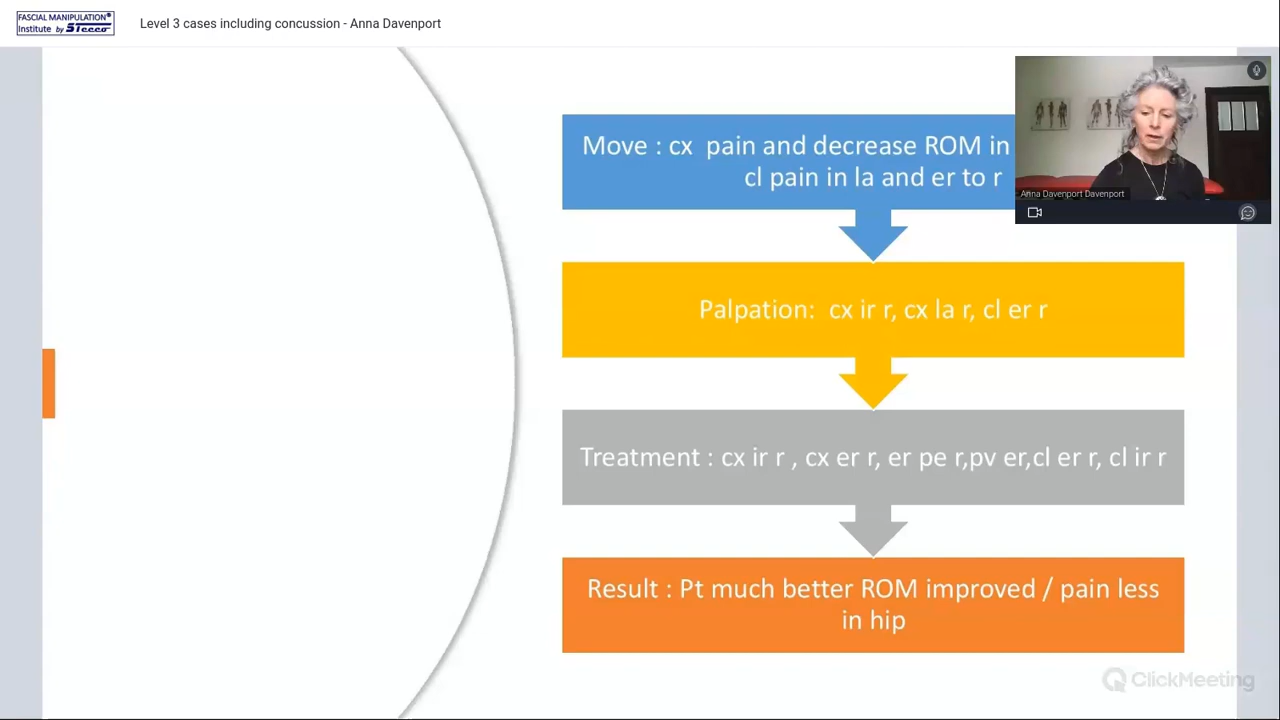 FASCIAL MANIPULATION®
Institute by Stecco
Level 3 cases including concussion - Anna Davenport
Move : cx pain and decrease ROM in
cl pain in la and er to r
Anna Davenport Davenport
Palpation: cx ir r, cx la r, cl er r
Treatment : cx ir r , cx er r, er pe r,pv er,cl er r, cl ir r
Result : Pt much better ROM improved / pain less
in hip
ClickMeeting